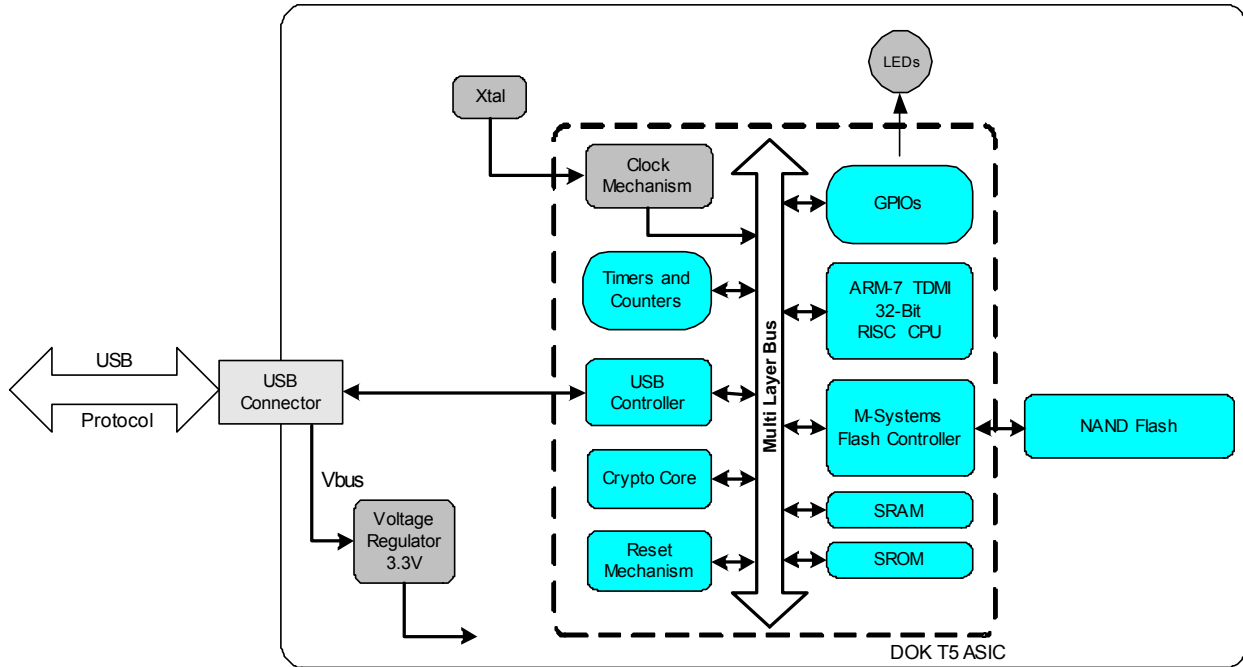 LEDs
Xtal
Clock
Mechanism
GPIOs
Timers and
Counters
ARM-7 TDMI
32-Bit
RISC CPU
Multi Layer Bus
USB
Protocol
USB
Connector
USB
Controller
M-Systems
Flash Controller
NAND Flash
Vbus
Crypto Core
Voltage
Regulator
3.3V
SRAM
Reset
Mechanism
SROM
DOK T5 ASIC